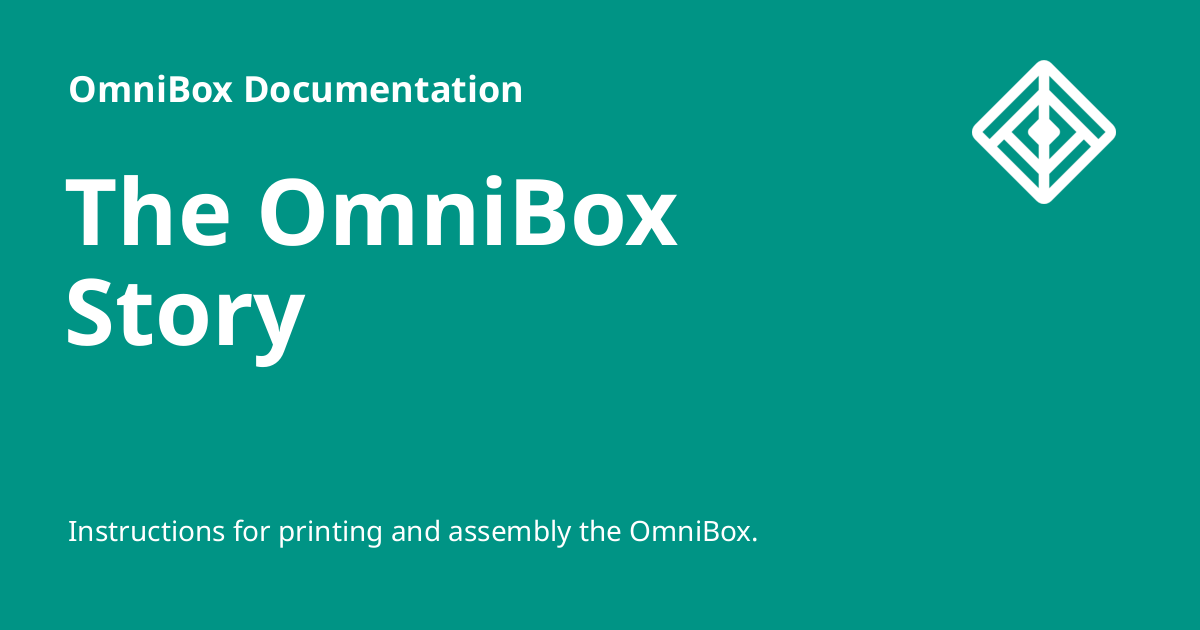 OmniBox Documentation
The OmniBox
Story
Instructions for printing and assembly the OmniBox.